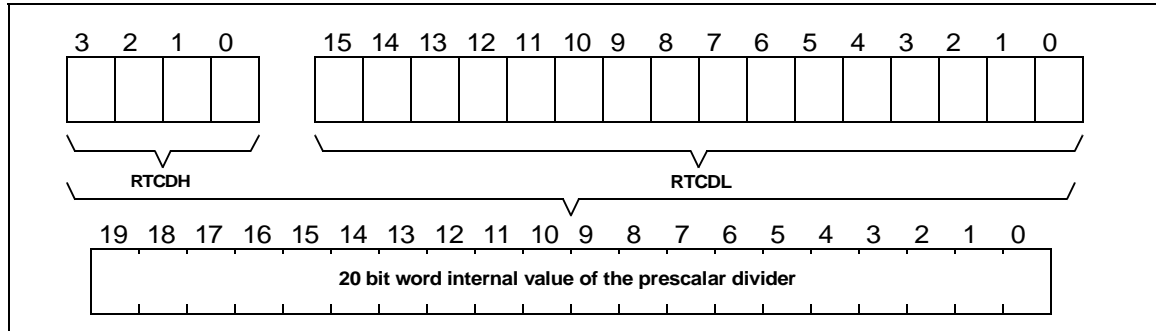 3 2 1 0 15 14 13 12 11 10 9 8 7 6 5 4 3 2 1 0
RTCDH RTCDL
19 18 17 16 15 14 13 12 11 10 9 8 7 6 5 4 3 2 1 0
20 bit word internal value of the prescalar divider